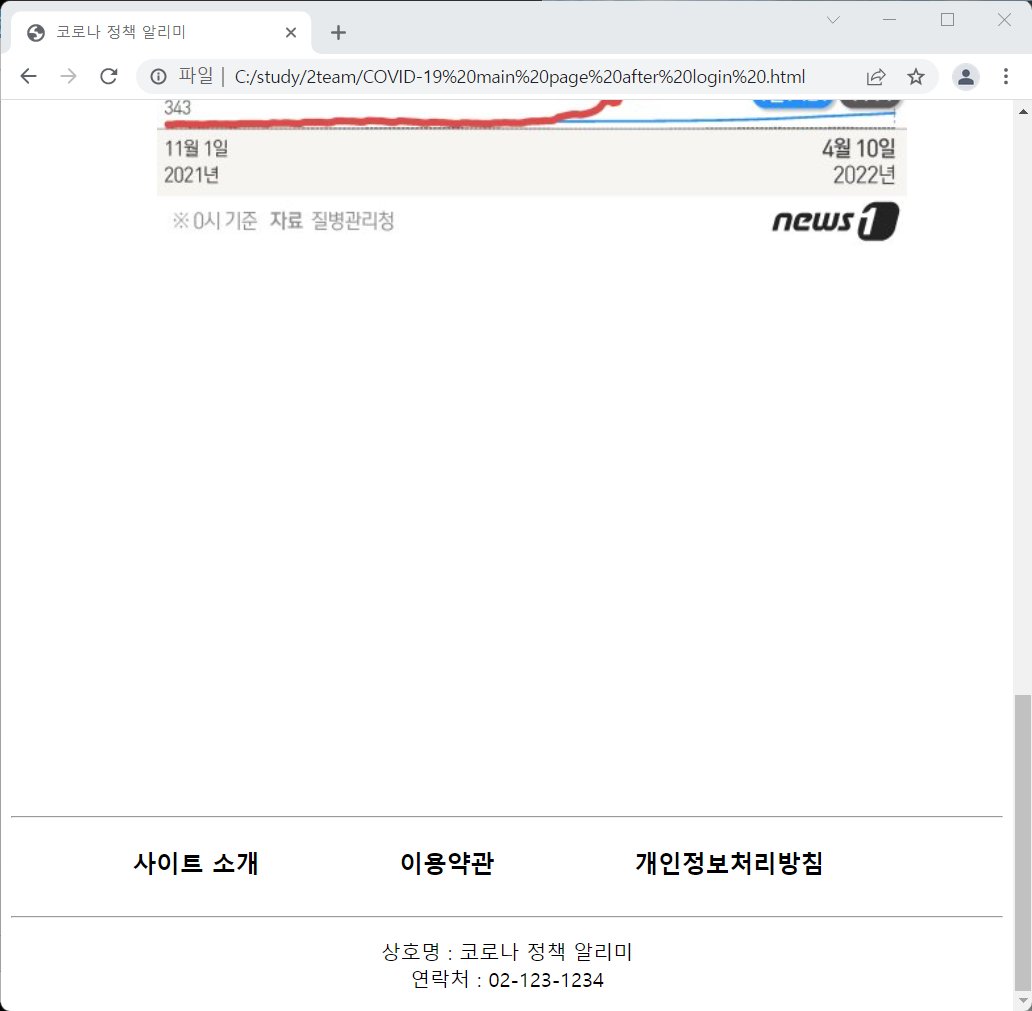 코로나 정책 알리미
파일 | C:/study/2team/COVID-19%20main%20page%20after%20login%20.html
343
11월 1일 4월 10일
2021년 2022년
※ 0시 기준 자료 질병관리청 news1
사이트 소개 이용약관 개인정보처리방침
상호명 : 코로나 정책 알리미
연락처 : 02-123-1234